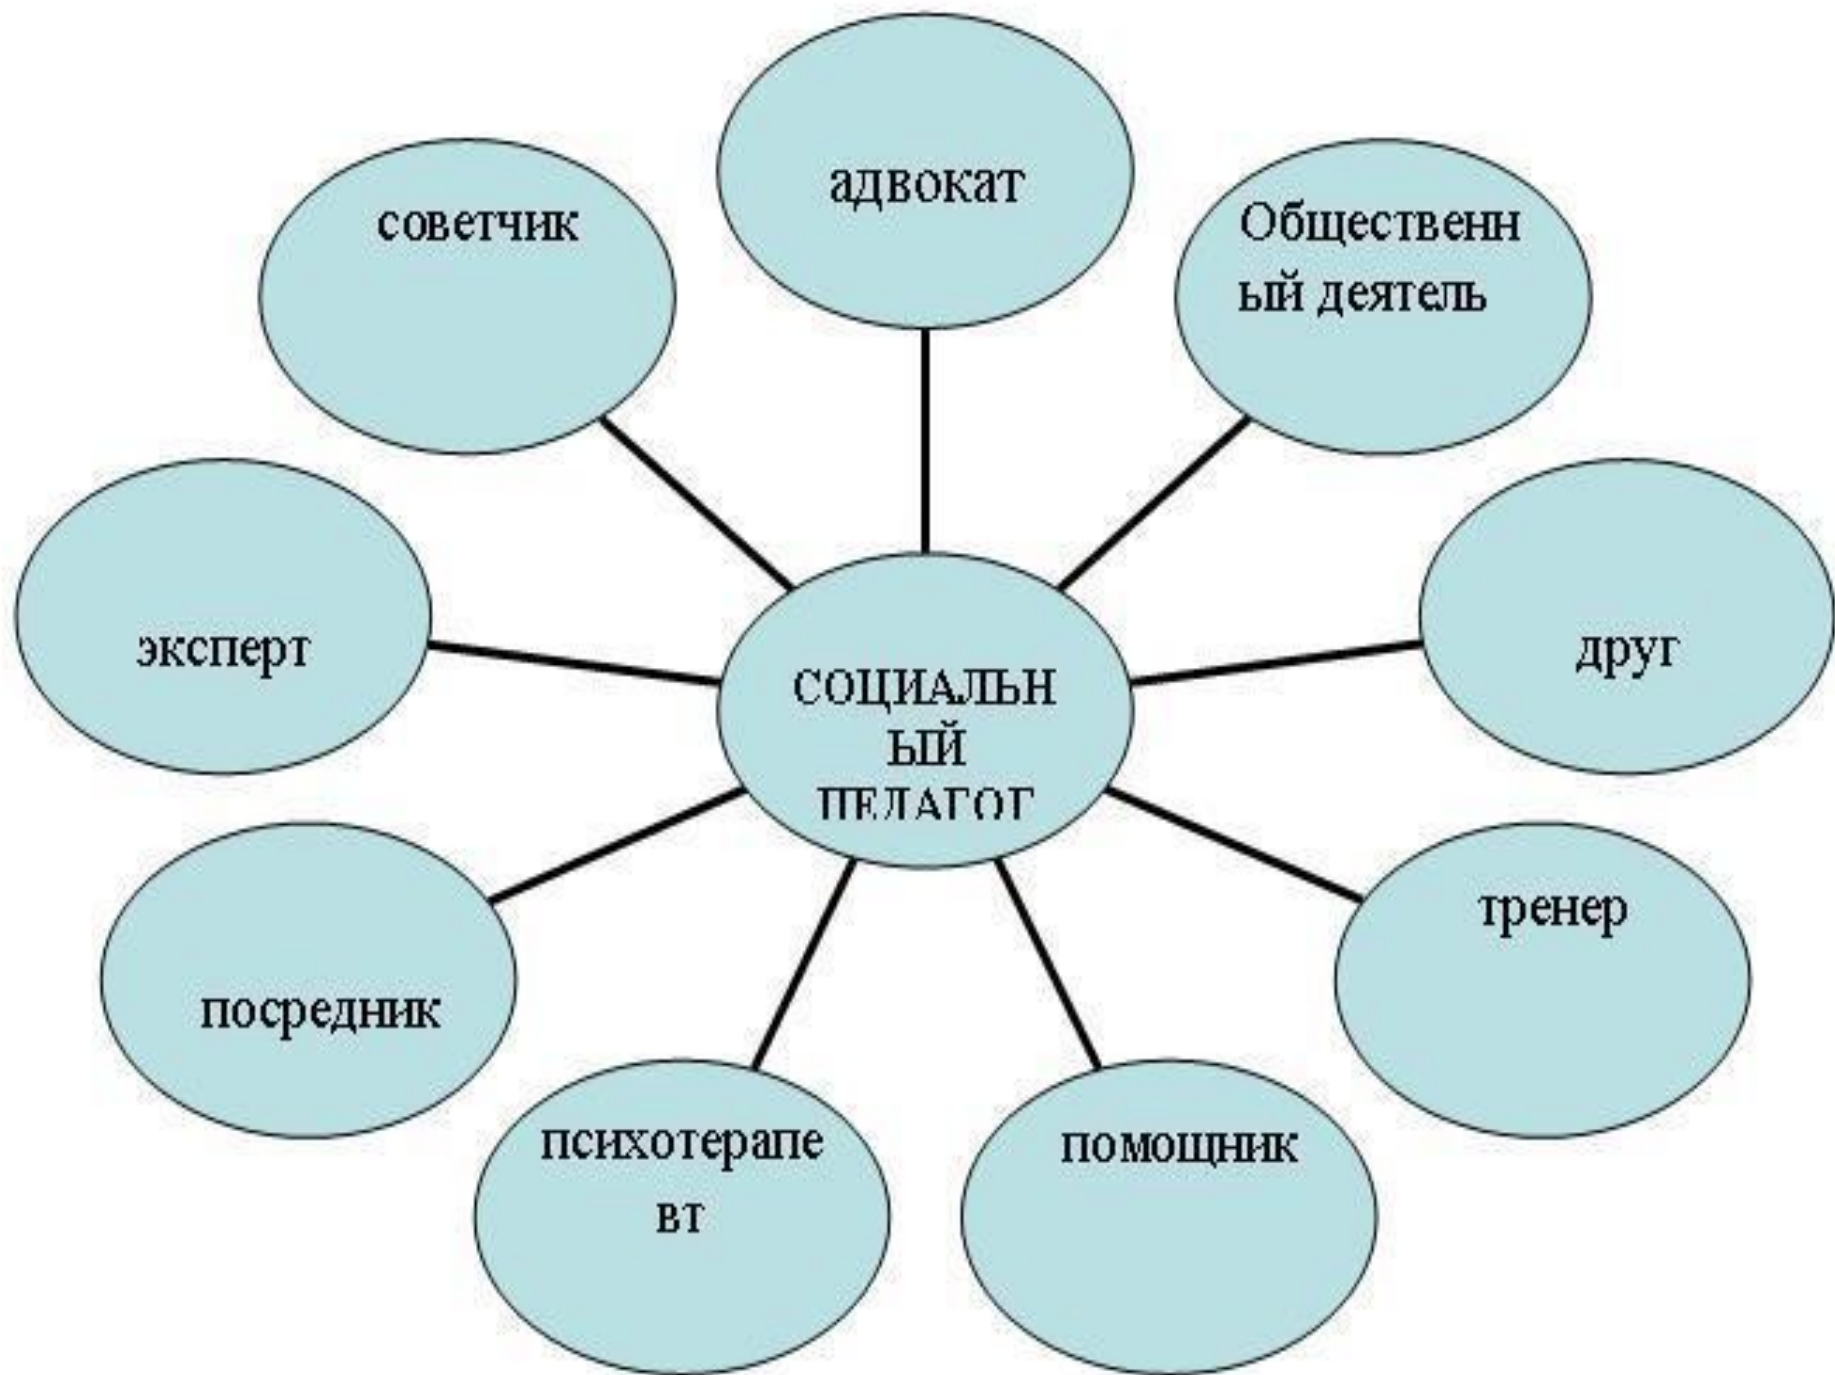 адвокат
советчик
Общественн
ый деятель
эксперт
друг
СОЦИАЛЬН
ЫЙ
ПЕДАГОГ
тренер
посредник
психотерапе
вт
помощник